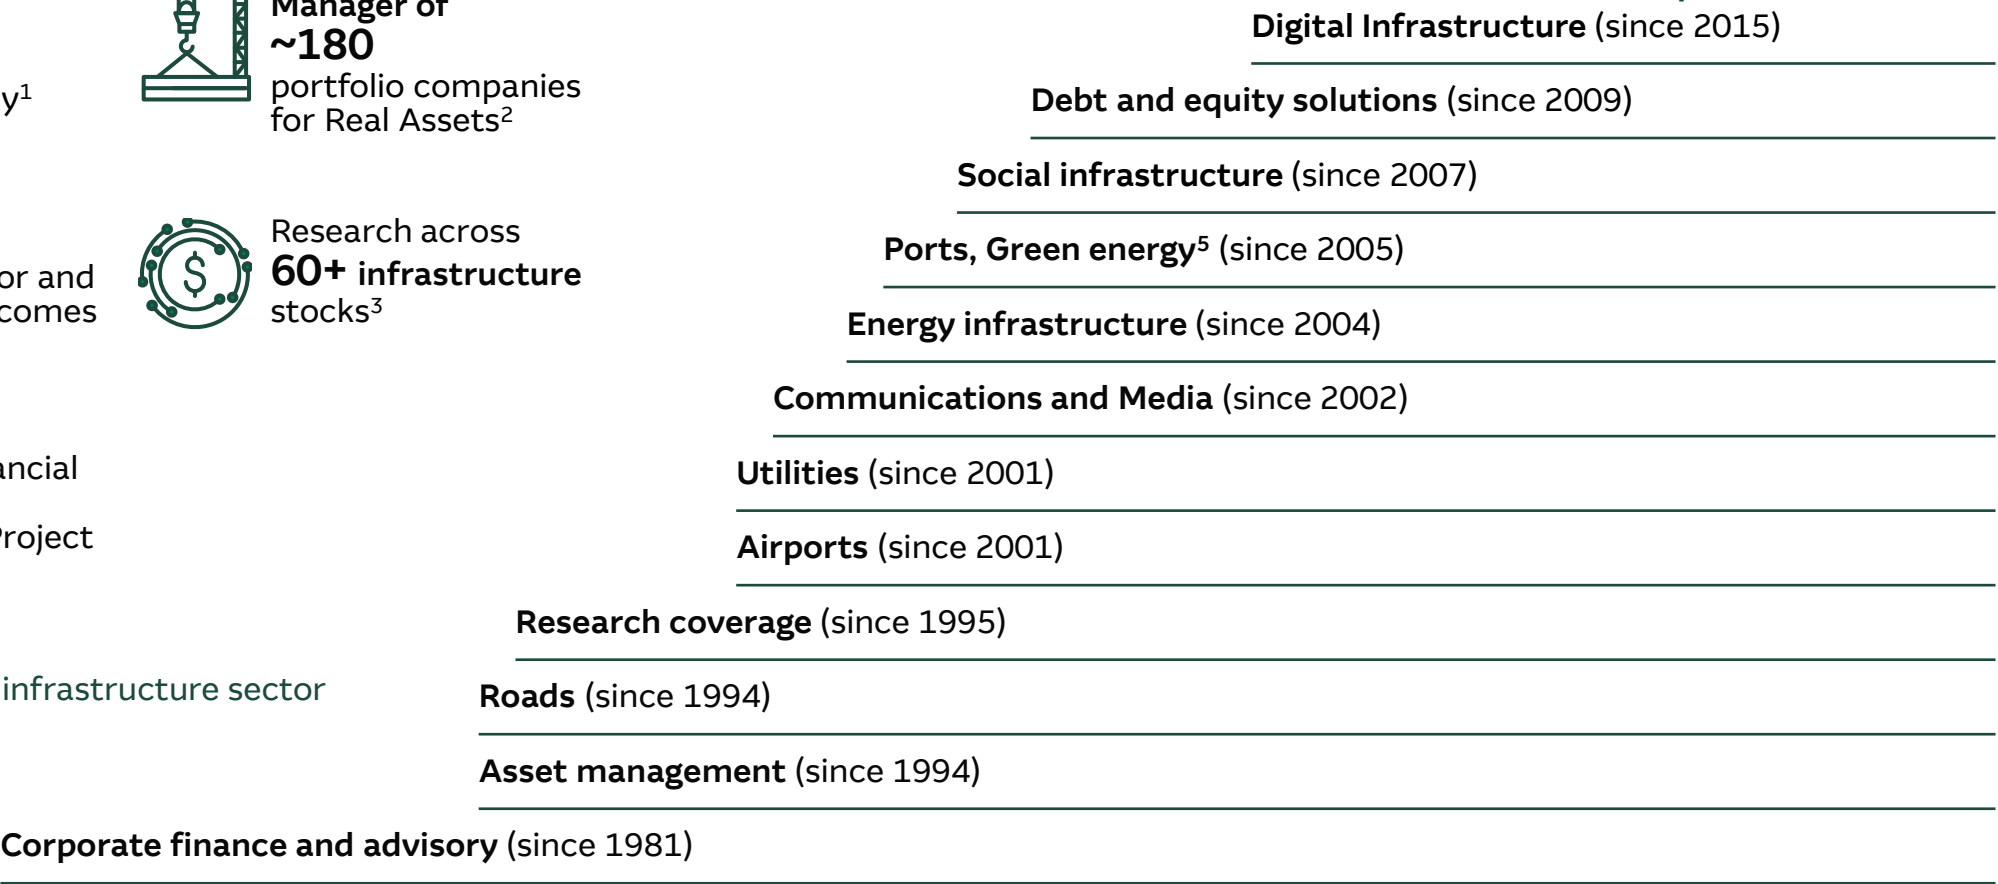 Manager of
~180
portfolio companies
for Real Assets²
y¹
Research across
60+ infrastructure
stocks³
or and
comes
ancial
Project
infrastructure sector
Digital Infrastructure (since 2015)
Debt and equity solutions (since 2009)
Social infrastructure (since 2007)
Ports, Green energy⁵ (since 2005)
Energy infrastructure (since 2004)
Communications and Media (since 2002)
Utilities (since 2001)
Airports (since 2001)
Research coverage (since 1995)
Roads (since 1994)
Asset management (since 1994)
Corporate finance and advisory (since 1981)